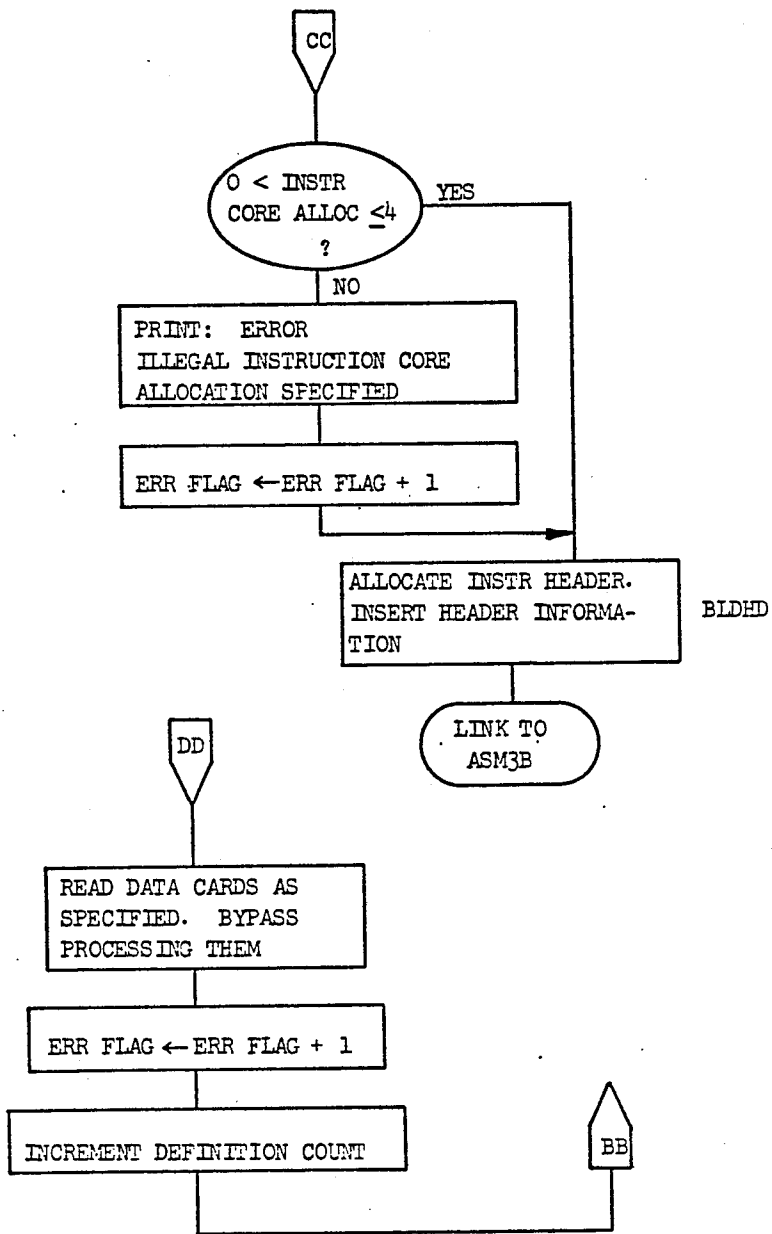 CC
0 < INSTR
CORE ALLOC ≤4
?
YES
NO
PRINT: ERROR
ILLEGAL INSTRUCTION CORE
ALLOCATION SPECIFIED
ERR FLAG ← ERR FLAG + 1
ALLOCATE INSTR HEADER.
INSERT HEADER INFORMA-
TION
BLDHD
LINK TO
ASM3B
DD
READ DATA CARDS AS
SPECIFIED. BYPASS
PROCESSING THEM
ERR FLAG ← ERR FLAG + 1
INCREMENT DEFINITION COUNT
BB